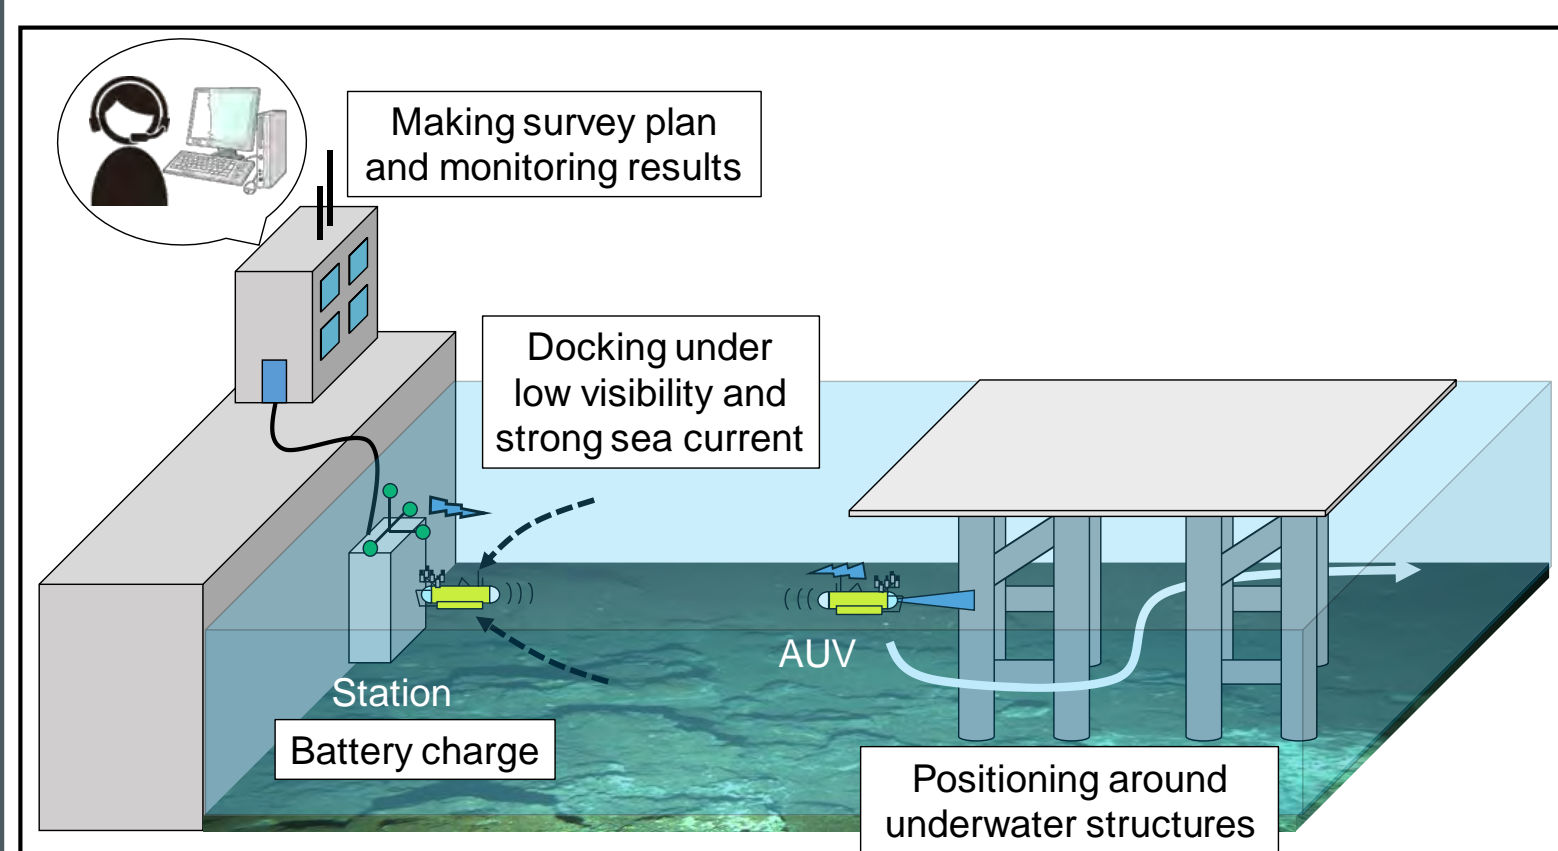 Making survey plan
and monitoring results
Docking under
low visibility and
strong sea current
AUV
Station
Battery charge
Positioning around
underwater structures